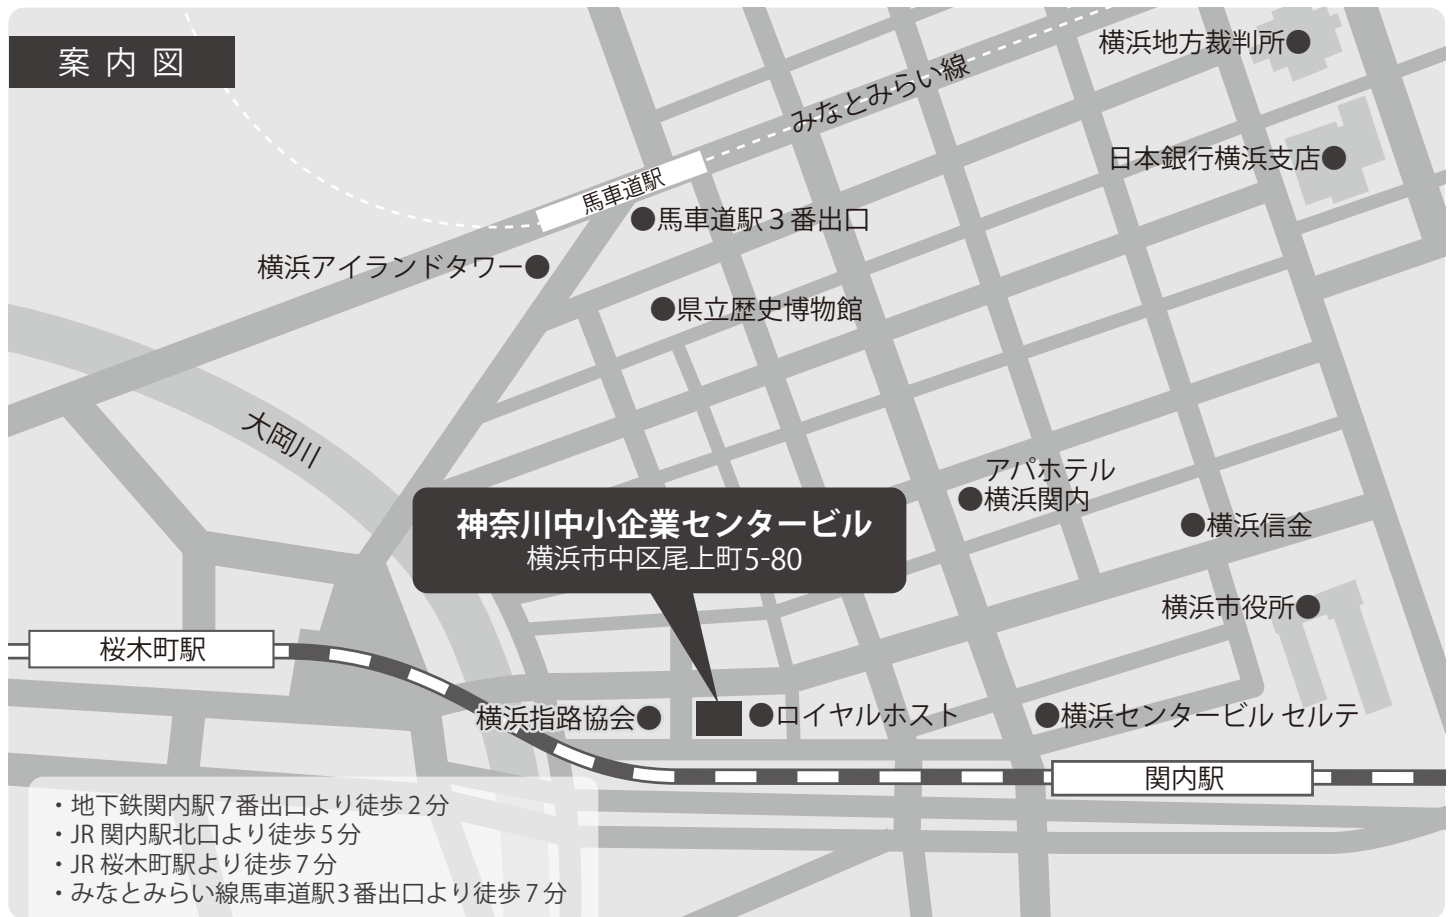 案内図
横浜地方裁判所
みなとみらい線
日本銀行横浜支店
馬車道駅
馬車道駅3番出口
横浜アイランドタワー
県立歴史博物館
大岡川
アパホテル
横浜関内
横浜信金
神奈川中小企業センタービル
横浜市中区尾上町5-80
横浜市役所
桜木町駅
横浜指路協会
ロイヤルホスト
横浜センタービル セルテ
関内駅
・地下鉄関内駅7番出口より徒歩2分
・JR 関内駅北口より徒歩5分
・JR 桜木町駅より徒歩7分
・みなとみらい線馬車道駅3番出口より徒歩7分